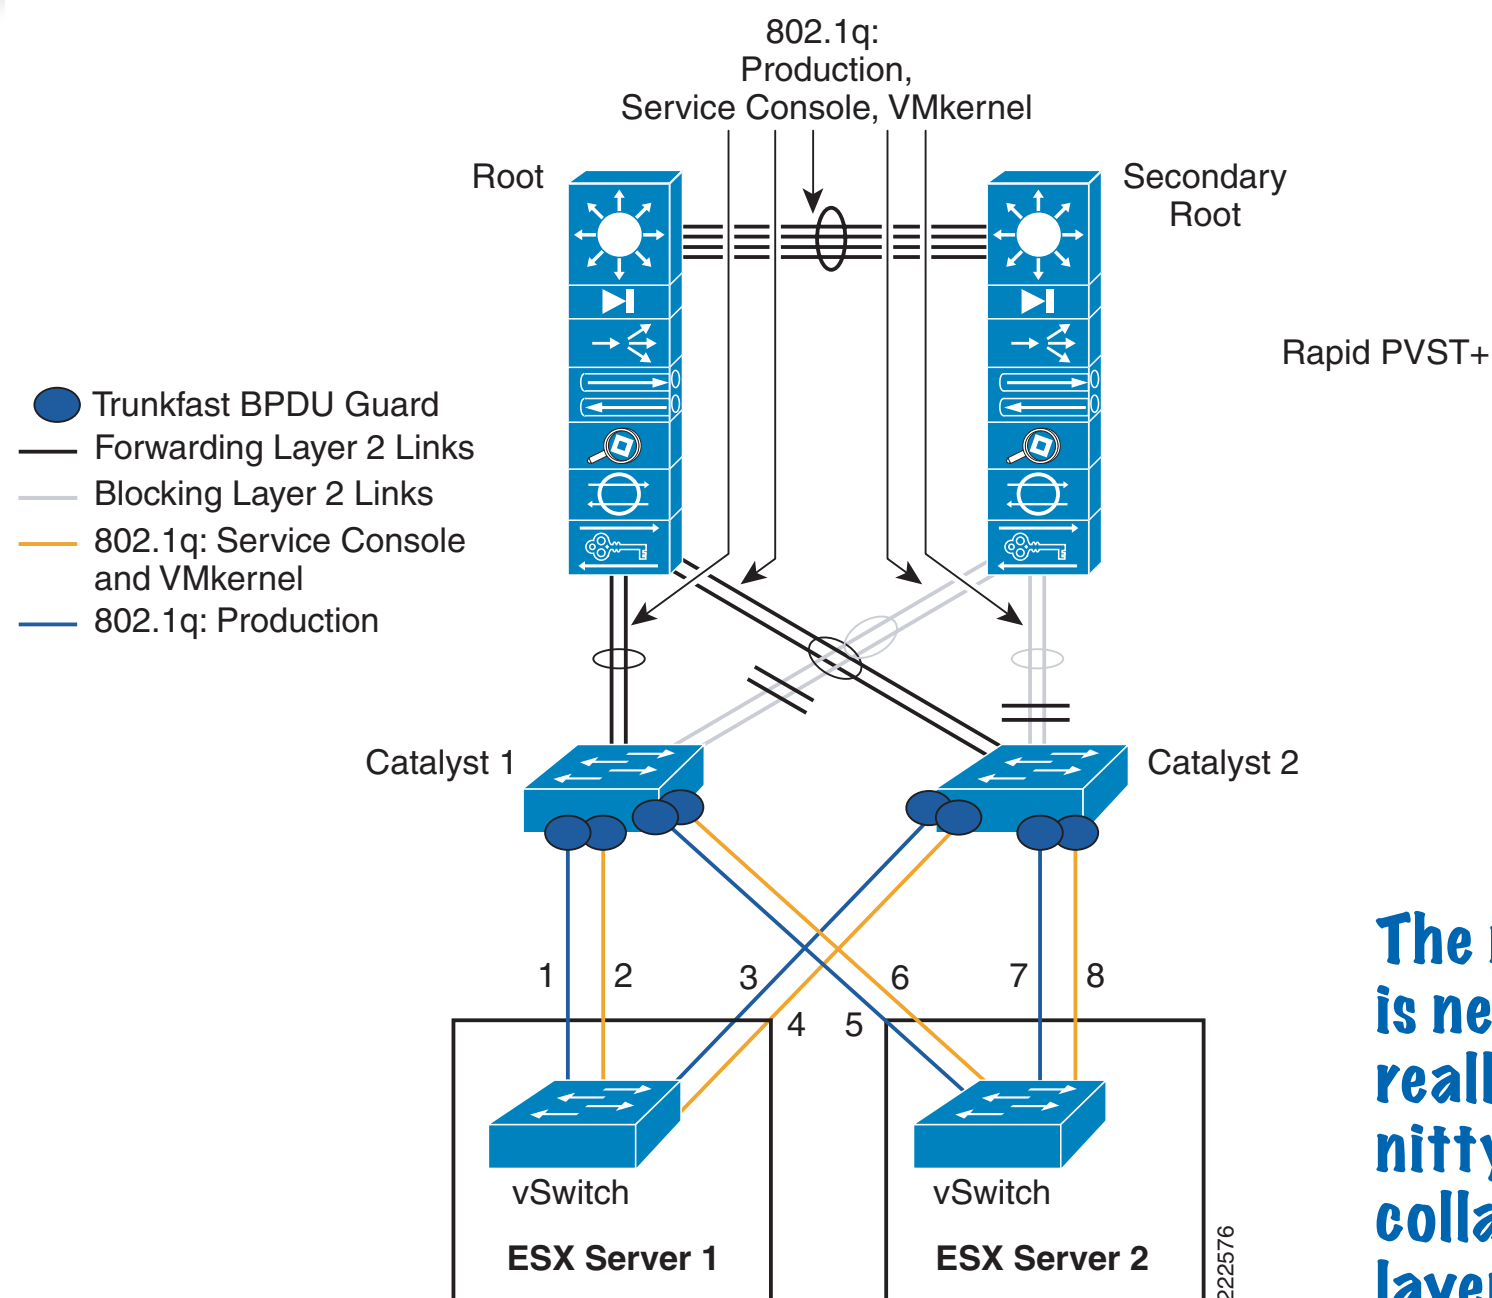 802.1q:
Production,
Service Console, VMkernel
Root
Secondary
Root
Rapid PVST+
Trunkfast BPDU Guard
Forwarding Layer 2 Links
Blocking Layer 2 Links
802.1q: Service Console
and VMkernel
802.1q: Production
Catalyst 1
Catalyst 2
1
2
3
4
5
6
7
8
vSwitch
vSwitch
ESX Server 1
ESX Server 2
222576
The
is